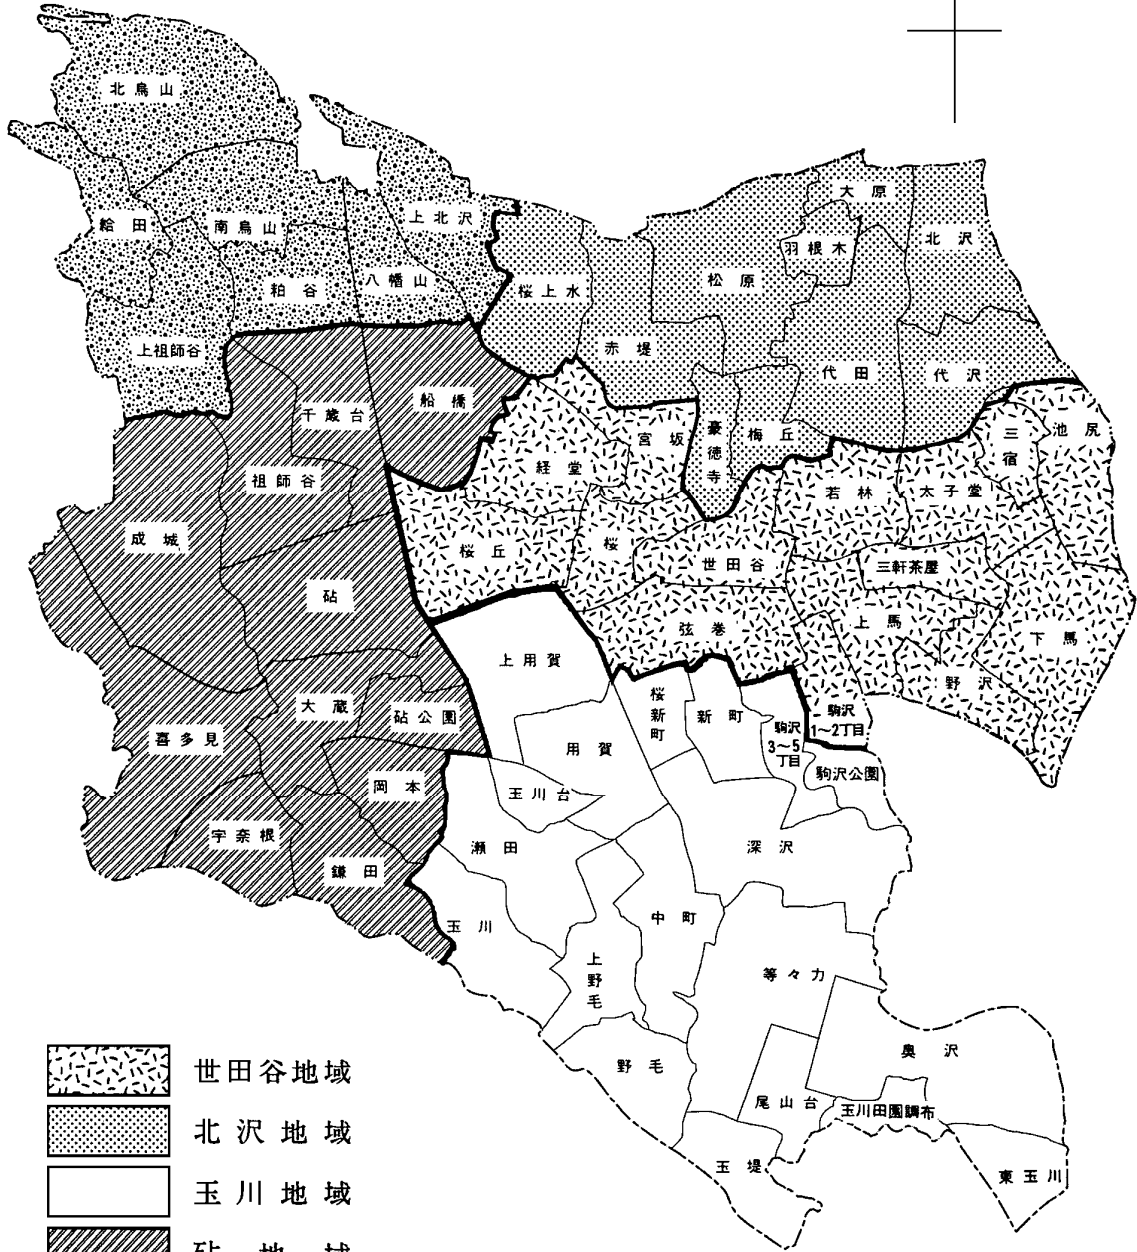 北烏山
給田
南烏山
上北沢
粕谷
八幡山
上祖師谷
桜上水
松原
大原
羽根木
北沢
赤堤
代田
代沢
豪徳寺
梅丘
千歳台
船橋
祖師谷
成城
砧
大蔵
砧公園
喜多見
岡本
宇奈根
鎌田
経堂
宮坂
桜丘
桜
世田谷
弦巻
若林
太子堂
三宿
池尻
三軒茶屋
上馬
下馬
野沢
駒沢
1〜2丁目
上用賀
桜新町
新町
駒沢
3〜5
丁目
駒沢公園
用賀
玉川台
瀬田
深沢
玉川
中町
上野毛
等々力
野毛
奥沢
尾山台
玉川田園調布
玉堤
東玉川
世田谷地域
北沢地域
玉川地域
砧地域